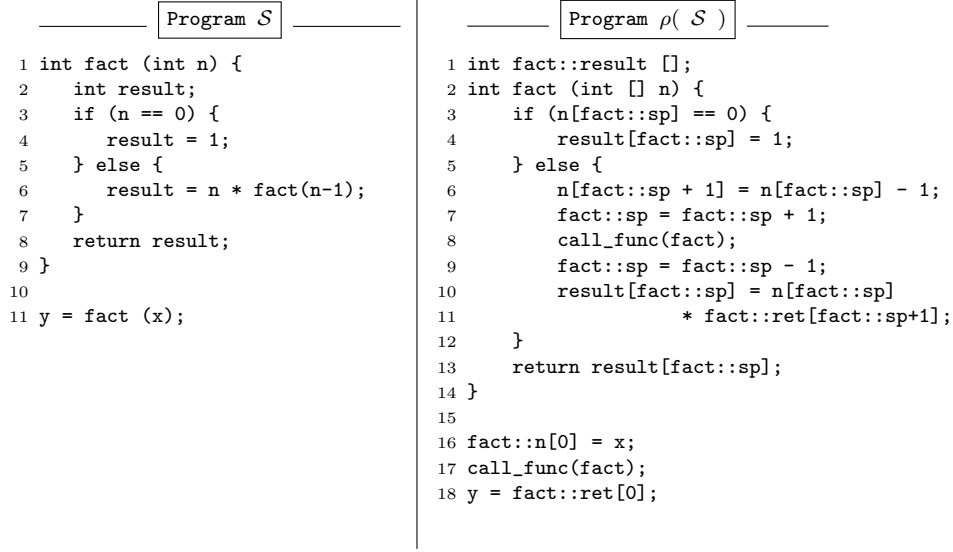 Program S
1 int fact (int n) {
2     int result;
3     if (n == 0) {
4         result = 1;
5     } else {
6         result = n * fact(n-1);
7     }
8     return result;
9 }
10
11 y = fact (x);
Program ρ( S )
1 int fact::result [];
2 int fact (int [] n) {
3     if (n[fact::sp] == 0) {
4         result[fact::sp] = 1;
5     } else {
6         n[fact::sp + 1] = n[fact::sp] - 1;
7         fact::sp = fact::sp + 1;
8         call_func(fact);
9         fact::sp = fact::sp - 1;
10         result[fact::sp] = n[fact::sp]
11                 * fact::ret[fact::sp+1];
12     }
13     return result[fact::sp];
14 }
15
16 fact::n[0] = x;
17 call_func(fact);
18 y = fact::ret[0];